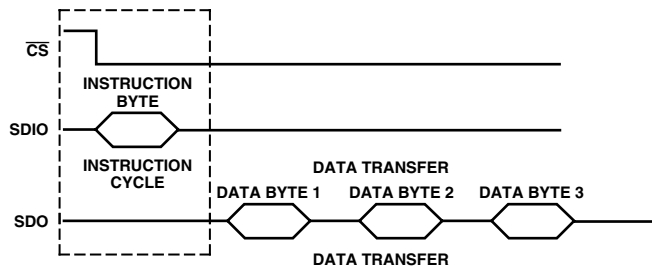 CS
INSTRUCTION
BYTE
SDIO
INSTRUCTION
CYCLE
DATA TRANSFER
DATA BYTE 1 DATA BYTE 2 DATA BYTE 3
SDO
DATA TRANSFER